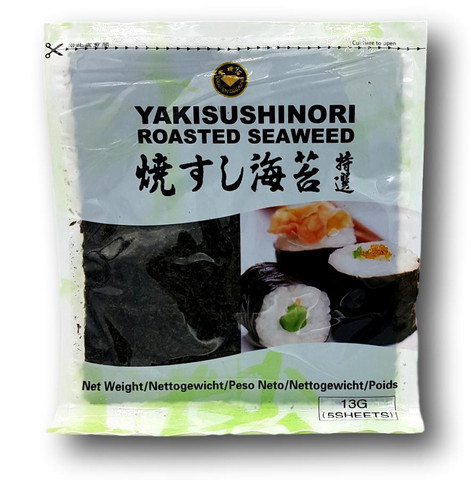 Cut here to open
YAKISUSHINORI
ROASTED SEAWEED
焼すし海苔 特選
Net Weight/Nettogewicht/Peso Neto/Nettogewicht/Poids
13G
(5SHEETS)